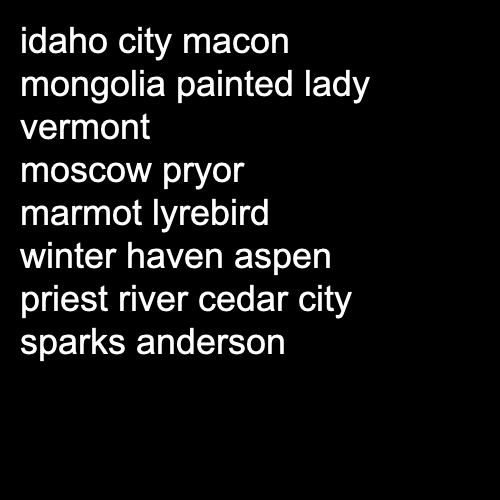 idaho city macon
mongolia painted lady
vermont
moscow pryor
marmot lyrebird
winter haven aspen
priest river cedar city
sparks anderson